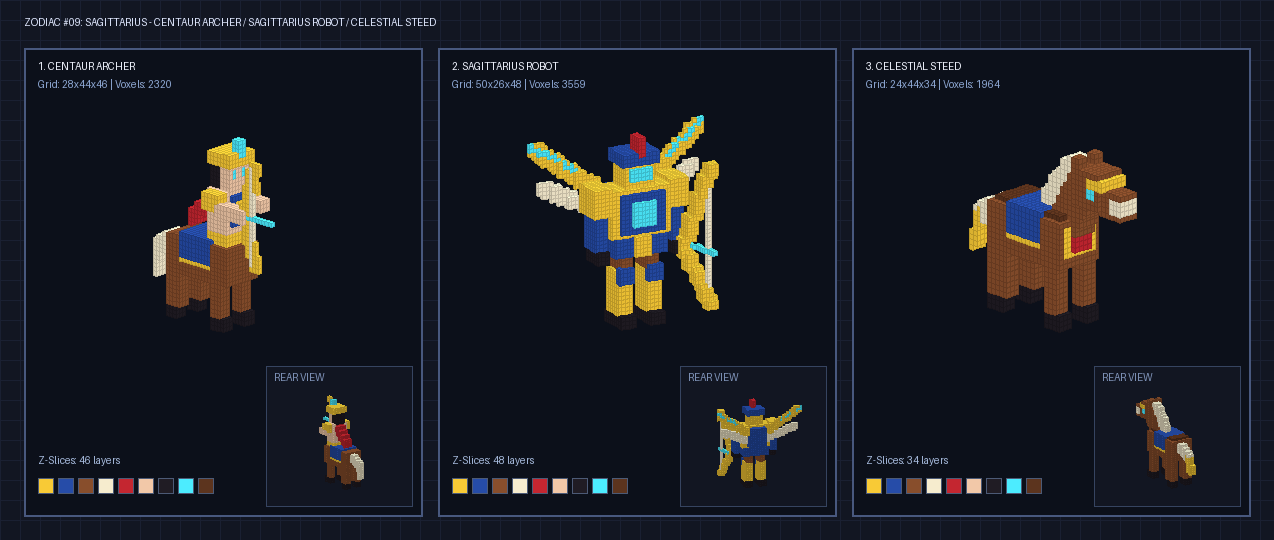 ZODIAC #09: SAGITTARIUS - CENTAUR ARCHER / SAGITTARIUS ROBOT / CELESTIAL STEED
1. CENTAUR ARCHER
Grid: 28x44x46 | Voxels: 2320
REAR VIEW
Z-Slices: 46 layers
2. SAGITTARIUS ROBOT
Grid: 50x26x48 | Voxels: 3559
REAR VIEW
Z-Slices: 48 layers
3. CELESTIAL STEED
Grid: 24x44x34 | Voxels: 1964
REAR VIEW
Z-Slices: 34 layers